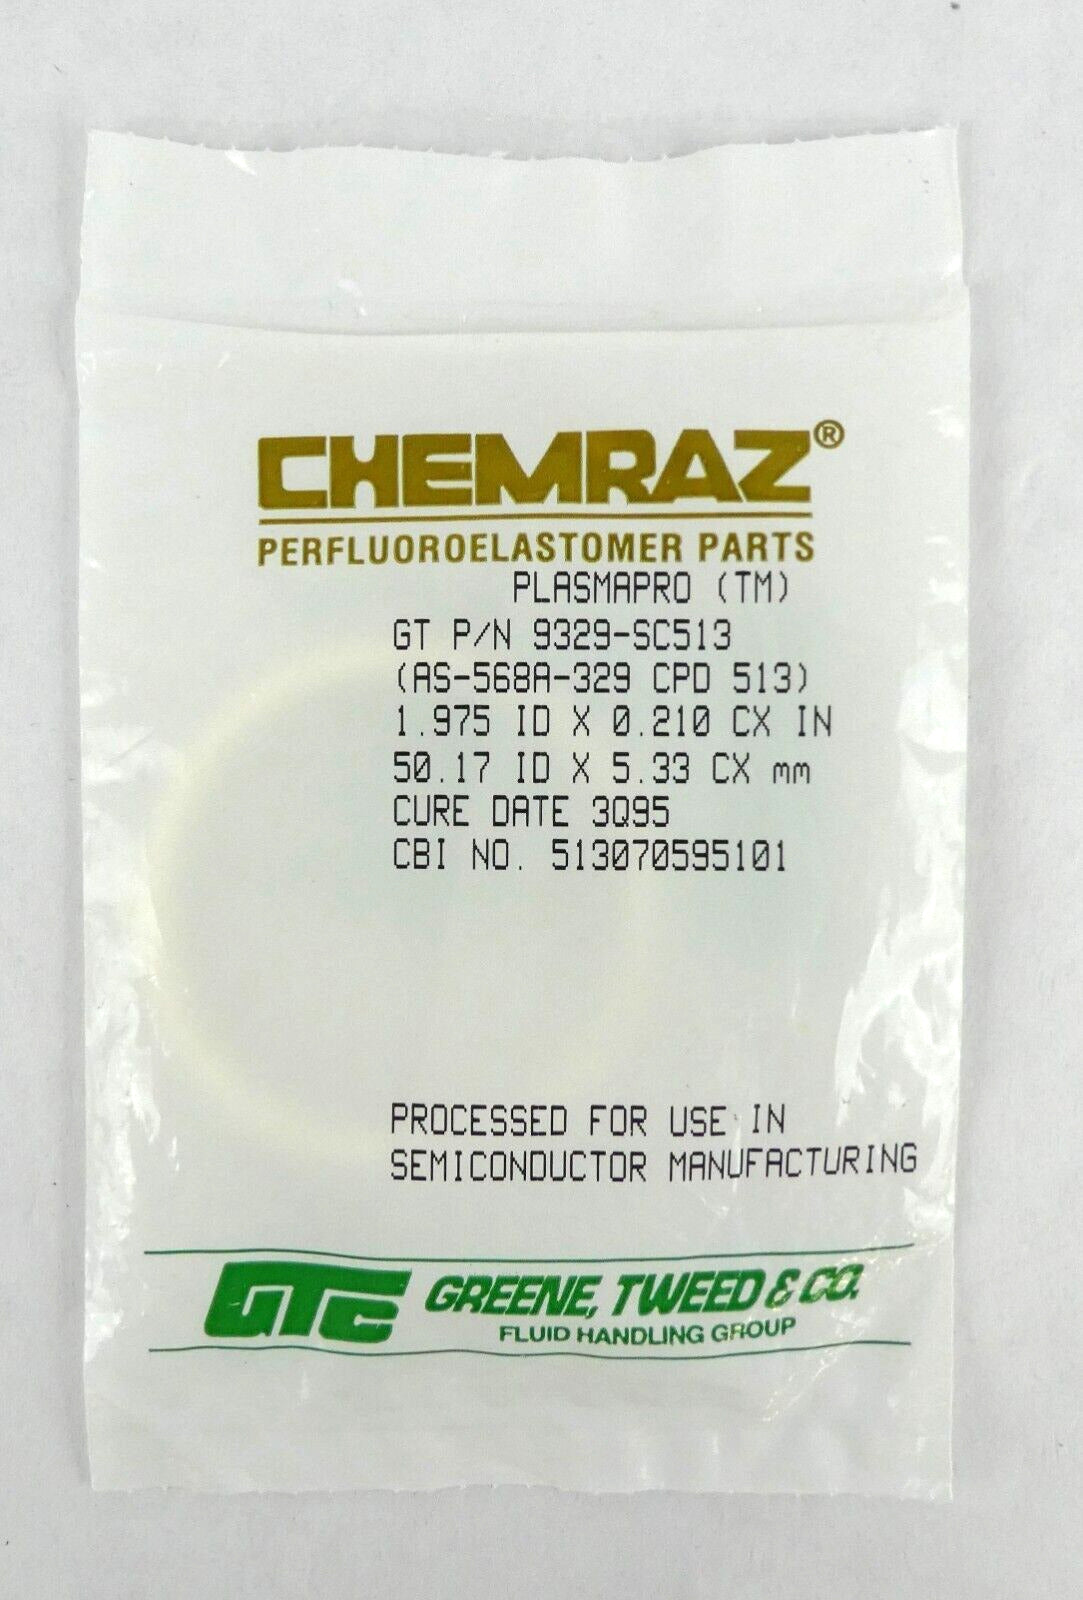 CHEMRAZ®
PERFLUOROELASTOMER PARTS
PLASMAPRO (TM)
GT P/N 9329-SC513
(AS-568A-329 CPD 513)
1.975 ID X 0.210 CX IN
50.17 ID X 5.33 CX mm
CURE DATE 3Q95
CBI NO. 513070595101
PROCESSED FOR USE IN
SEMICONDUCTOR MANUFACTURING
GTC GREENE, TWEED & CO.
FLUID HANDLING GROUP